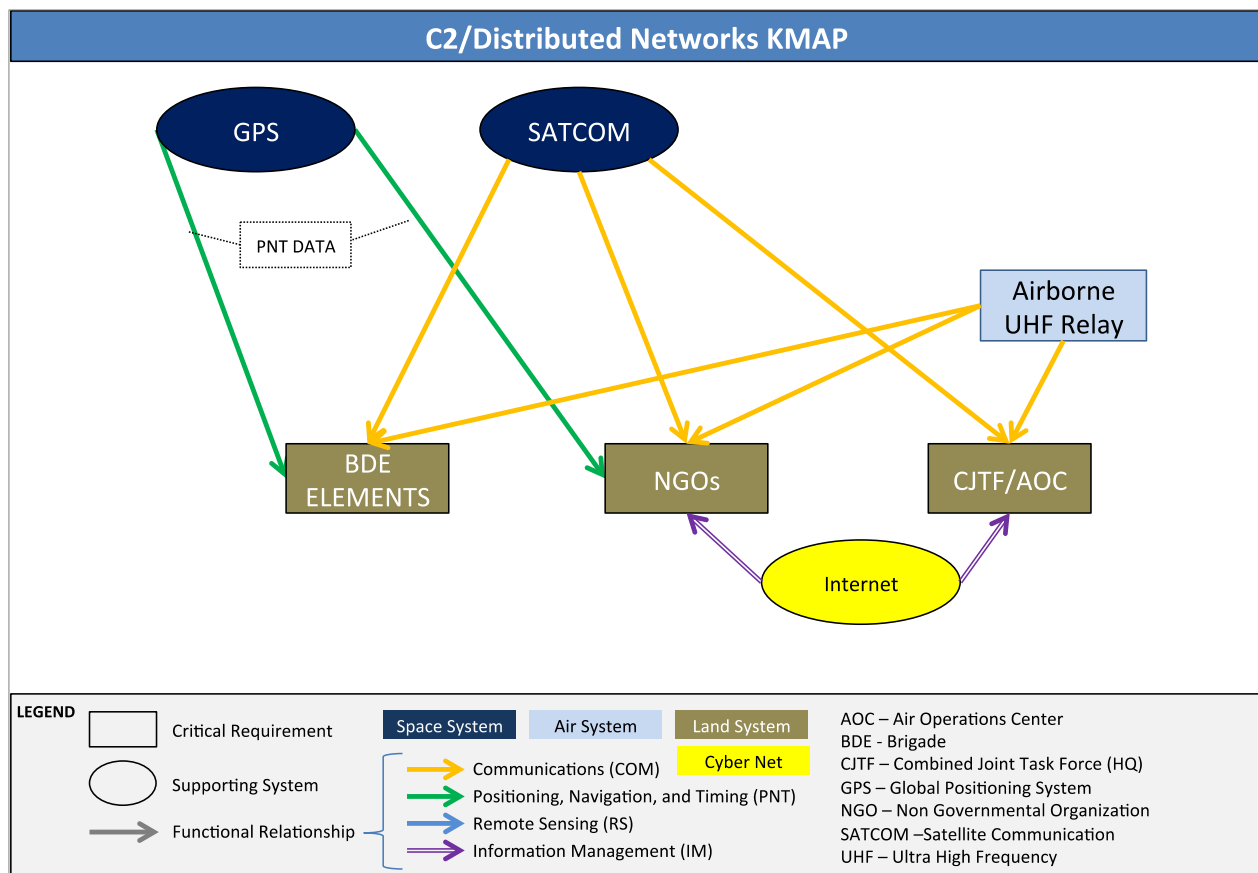 C2/Distributed Networks KMAP
GPS
SATCOM
PNT DATA
Airborne
UHF Relay
BDE
ELEMENTS
NGOs
CJTF/AOC
Internet
LEGEND
Critical Requirement
Supporting System
Functional Relationship
Space System
Air System
Land System
Cyber Net
Communications (COM)
Positioning, Navigation, and Timing (PNT)
Remote Sensing (RS)
Information Management (IM)
AOC – Air Operations Center
BDE - Brigade
CJTF – Combined Joint Task Force (HQ)
GPS – Global Positioning System
NGO – Non Governmental Organization
SATCOM –Satellite Communication
UHF – Ultra High Frequency